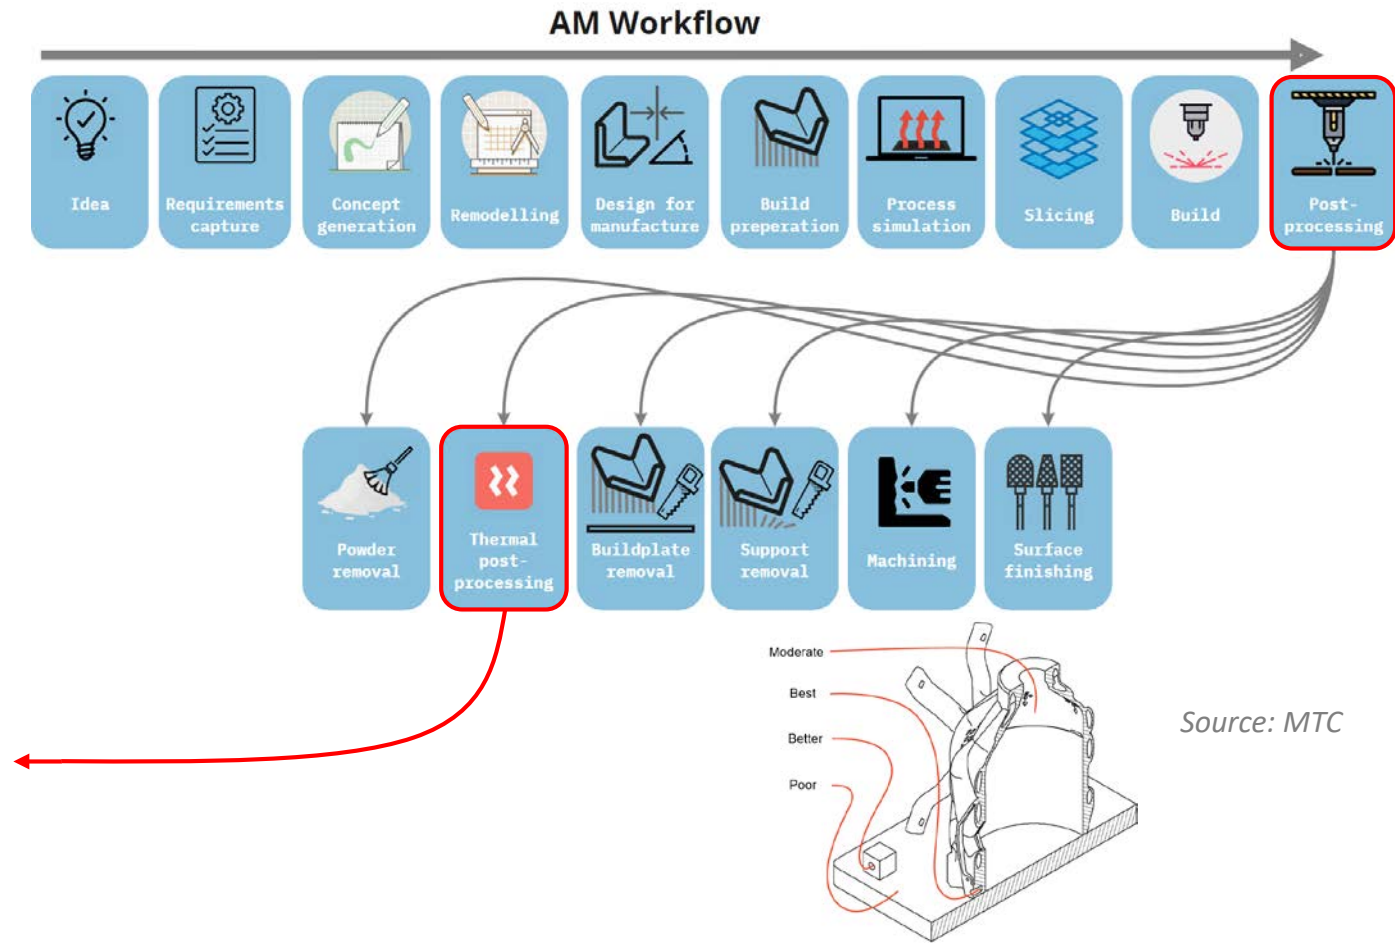 AM Workflow
Idea
Requirements
capture
Concept
generation
Remodelling
Design for
manufacture
Build
preperation
Process
simulation
Slicing
Build
Post-
processing
Powder
removal
Thermal
post-
processing
Buildplate
removal
Support
removal
Machining
Surface
finishing
Moderate
Best
Better
Poor
Source: MTC